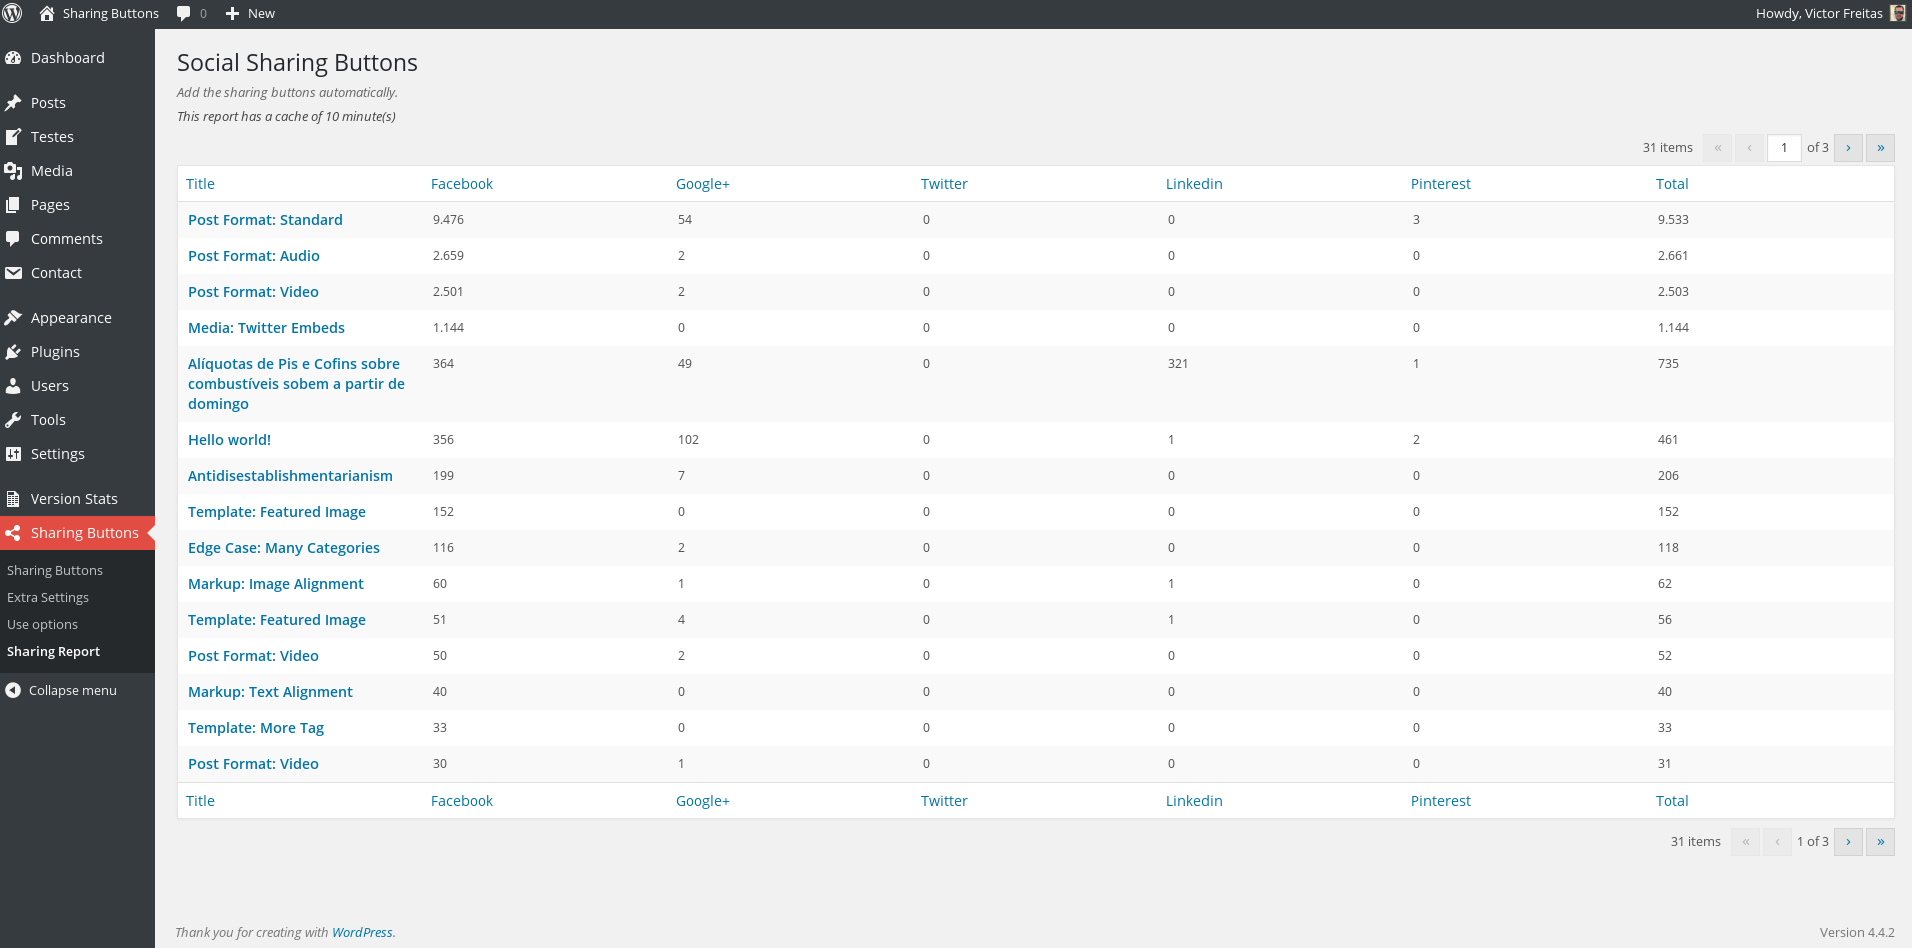 Sharing Buttons 0 New Howdy, Victor Freitas
Dashboard
Posts
Testes
Media
Pages
Comments
Contact
Appearance
Plugins
Users
Tools
Settings
Version Stats
Sharing Buttons
Sharing Buttons
Extra Settings
Use options
Sharing Report
Collapse menu
Social Sharing Buttons
Add the sharing buttons automatically.
This report has a cache of 10 minute(s)
31 items « ‹ 1 of 3 › »
Title Facebook Google+ Twitter Linkedin Pinterest Total
Post Format: Standard 9.476 54 0 0 3 9.533
Post Format: Audio 2.659 2 0 0 0 2.661
Post Format: Video 2.501 2 0 0 0 2.503
Media: Twitter Embeds 1.144 0 0 0 0 1.144
Alíquotas de Pis e Cofins sobre 364 49 0 321 1 735
combustíveis sobem a partir de
domingo
Hello world! 356 102 0 1 2 461
Antidisestablishmentarianism 199 7 0 0 0 206
Template: Featured Image 152 0 0 0 0 152
Edge Case: Many Categories 116 2 0 0 0 118
Markup: Image Alignment 60 1 0 1 0 62
Template: Featured Image 51 4 0 1 0 56
Post Format: Video 50 2 0 0 0 52
Markup: Text Alignment 40 0 0 0 0 40
Template: More Tag 33 0 0 0 0 33
Post Format: Video 30 1 0 0 0 31
Title Facebook Google+ Twitter Linkedin Pinterest Total
31 items « ‹ 1 of 3 › »
Thank you for creating with WordPress. Version 4.4.2